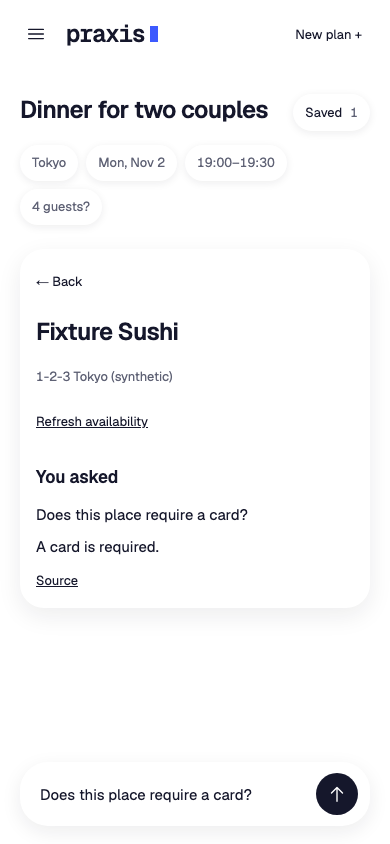 praxis
New plan +
Dinner for two couples
Saved 1
Tokyo
Mon, Nov 2
19:00–19:30
4 guests?
← Back
Fixture Sushi
1-2-3 Tokyo (synthetic)
Refresh availability
You asked
Does this place require a card?
A card is required.
Source
Does this place require a card?